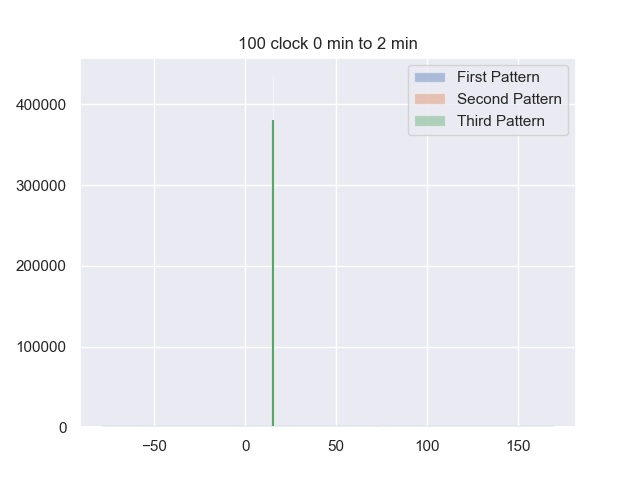 100 clock 0 min to 2 min
First Pattern
Second Pattern
Third Pattern
400000
300000
200000
100000
0
−50 0 50 100 150